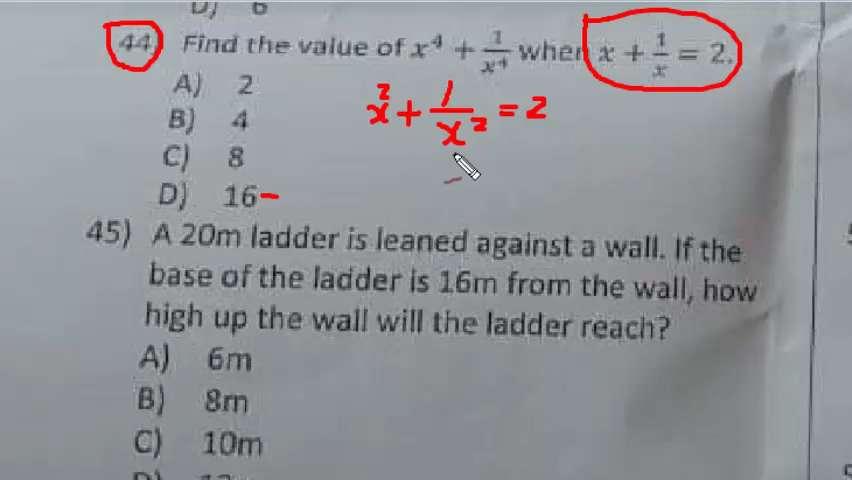 D) 6
44) Find the value of x⁴ + 1/x⁴ when x + 1/x = 2.
A) 2
x² + 1/x² = 2
B) 4
C) 8
D) 16
45) A 20m ladder is leaned against a wall. If the
base of the ladder is 16m from the wall, how
high up the wall will the ladder reach?
A) 6m
B) 8m
C) 10m